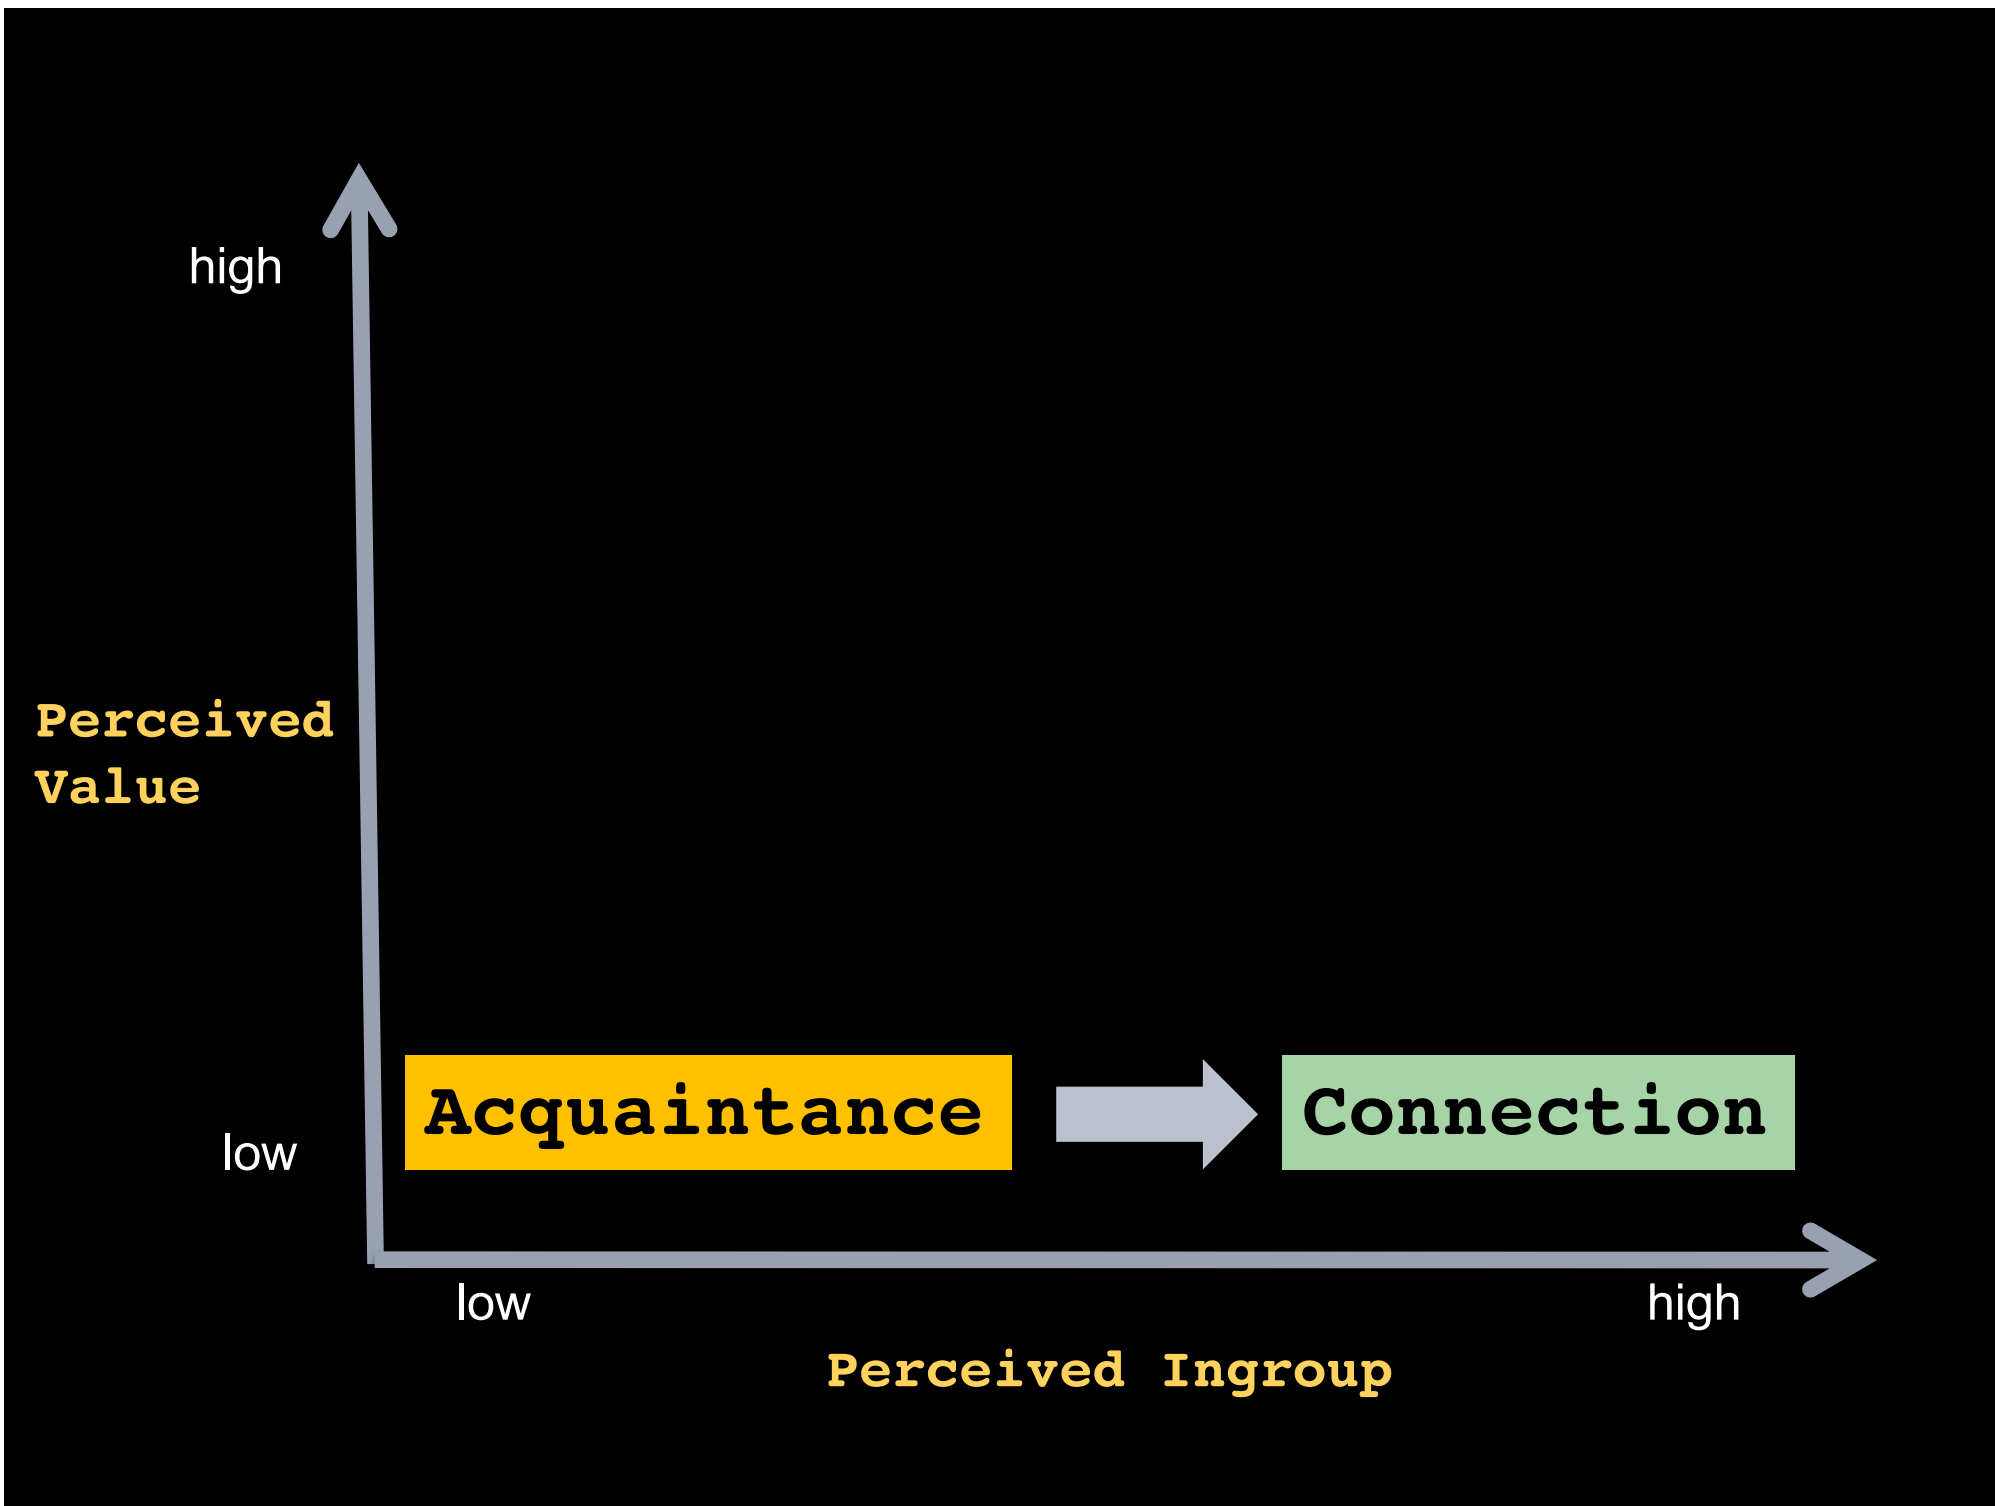 high
Perceived
Value
Acquaintance
Connection
low
low
high
Perceived Ingroup